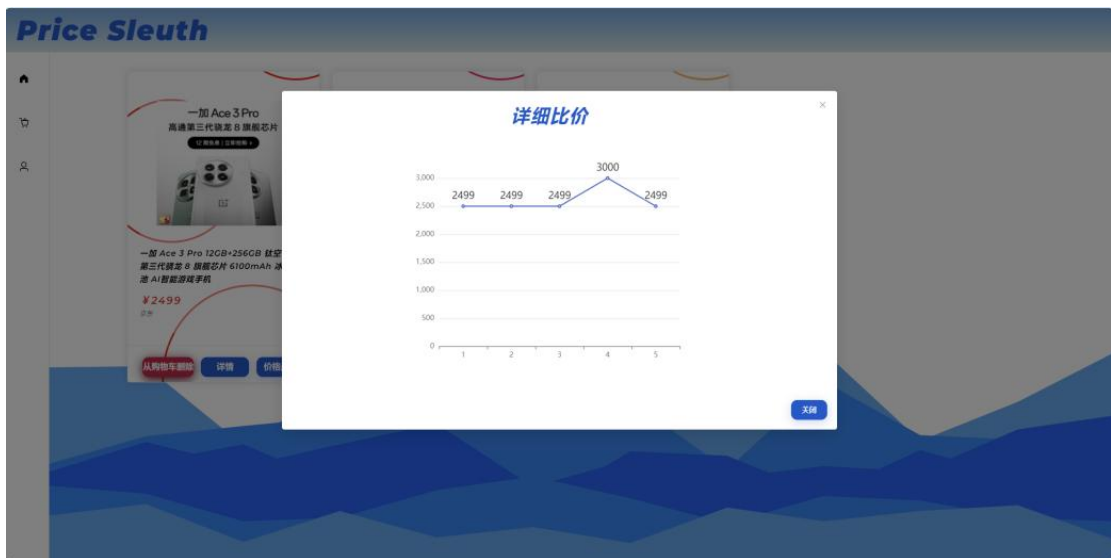 Price Sleuth
一加 Ace 3 Pro
高通第三代骁龙 8 旗舰芯片
一加 Ace 3 Pro 12GB+256GB 钛空
第三代骁龙 8 旗舰芯片 6100mAh 冰
池 AI智能游戏手机
¥2499
京东
从购物车删除
详情
价格
详细比价
×
3000
3,000
2499
2499
2499
2499
2,500
2,000
1,500
1,000
500
0
1
2
3
4
5
关闭